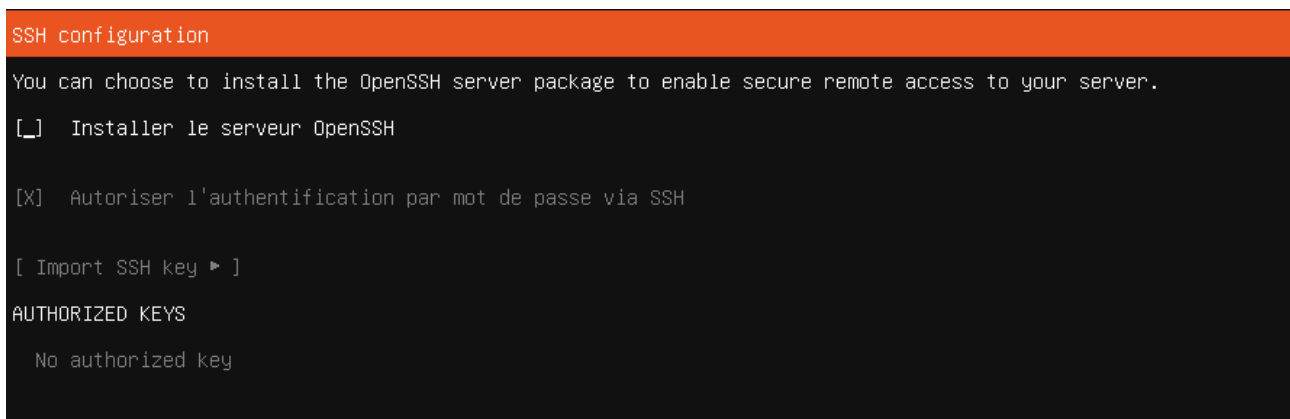 SSH configuration
You can choose to install the OpenSSH server package to enable secure remote access to your server.
[_] Installer le serveur OpenSSH
[X] Autoriser l'authentification par mot de passe via SSH
[ Import SSH key ▸ ]
AUTHORIZED KEYS
No authorized key